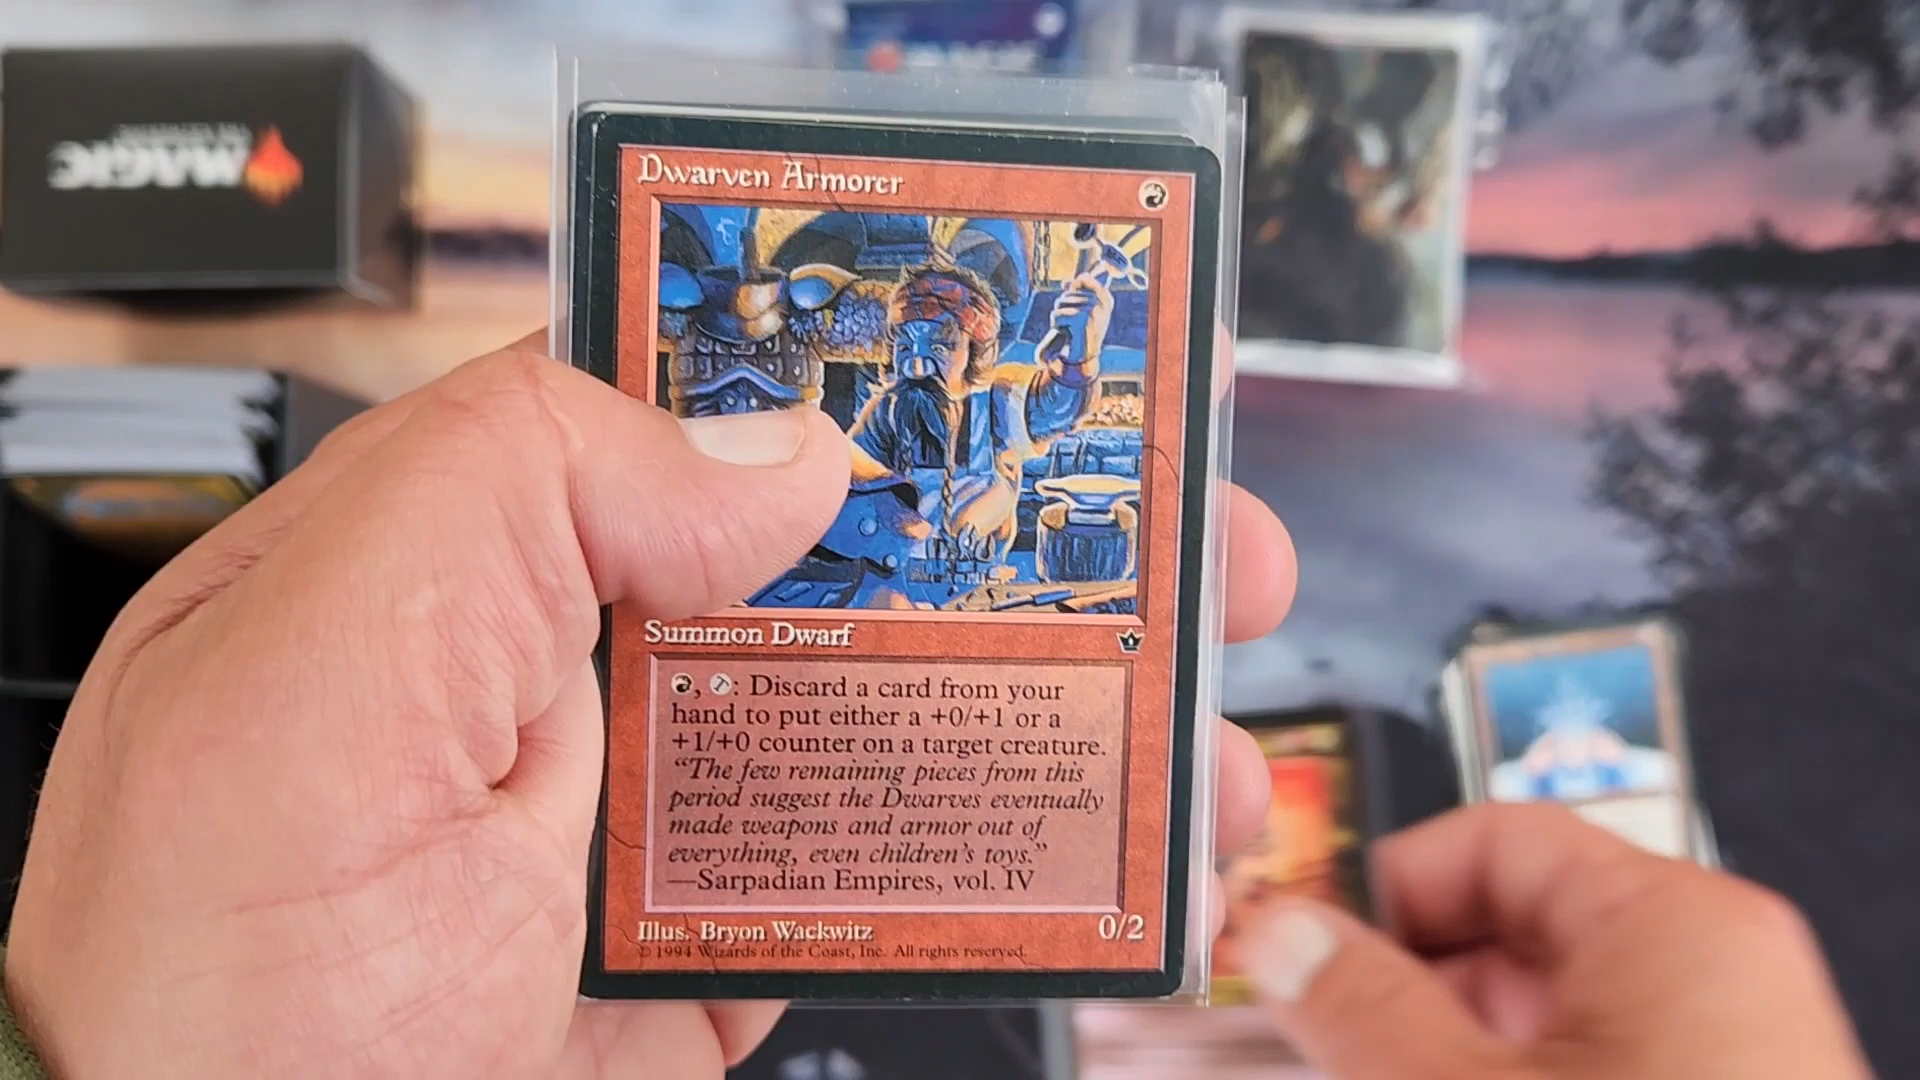 MAGIC
MAGIC
Dwarven Armorer
Summon Dwarf
, : Discard a card from your
hand to put either a +0/+1 or a
+1/+0 counter on a target creature.
“The few remaining pieces from this
period suggest the Dwarves eventually
made weapons and armor out of
everything, even children’s toys.”
—Sarpadian Empires, vol. IV
Illus. Bryon Wackwitz
0/2
© 1994 Wizards of the Coast, Inc. All rights reserved.